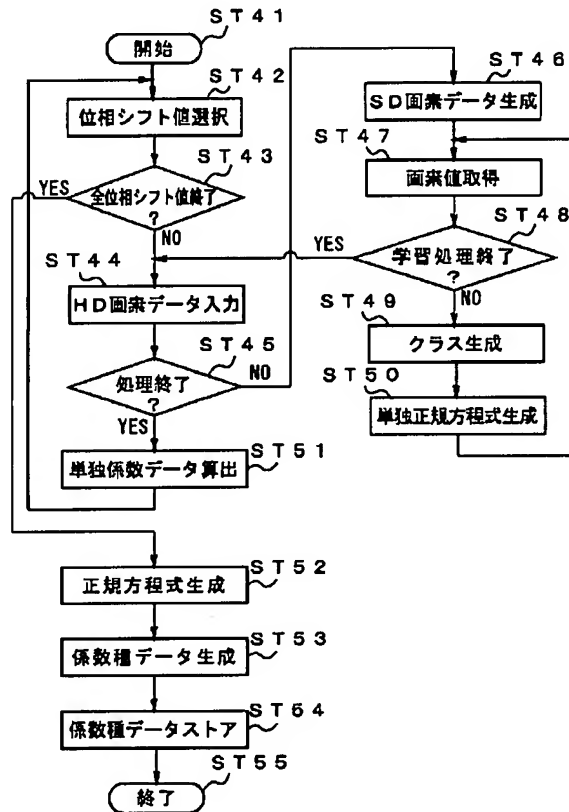 ST41
開始
ST42
位相シフト値選択
ST43
全位相シフト値終了
?
YES
NO
ST44
HD画素データ入力
ST45
処理終了
?
NO
YES
ST51
単独係数データ算出
ST46
SD画素データ生成
ST47
画素値取得
ST48
学習処理終了
?
YES
NO
ST49
クラス生成
ST50
単独正規方程式生成
ST52
正規方程式生成
ST53
係数種データ生成
ST54
係数種データストア
ST55
終了